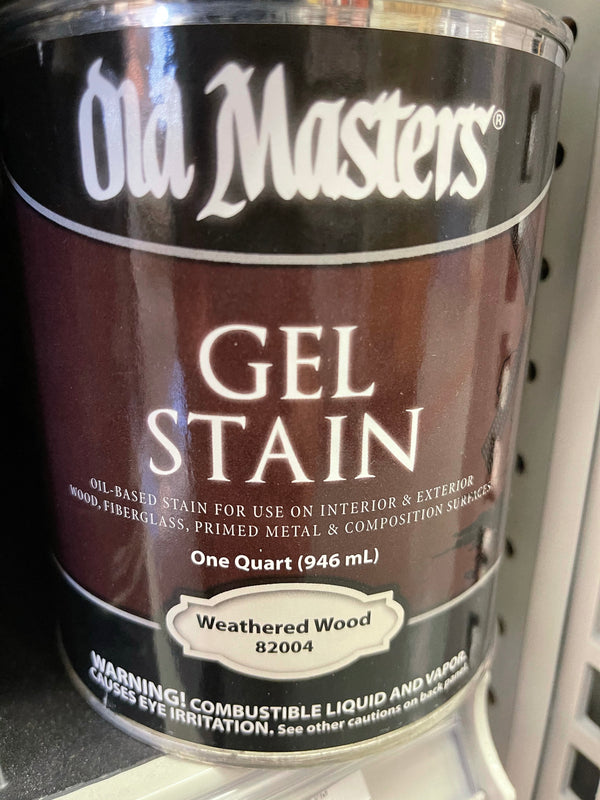 Old Masters®
GEL
STAIN
OIL-BASED STAIN FOR USE ON INTERIOR & EXTERIOR
WOOD, FIBERGLASS, PRIMED METAL & COMPOSITION SURFACES
One Quart (946 mL)
Weathered Wood
82004
WARNING! COMBUSTIBLE LIQUID AND VAPOR.
CAUSES EYE IRRITATION. See other cautions on back panel.